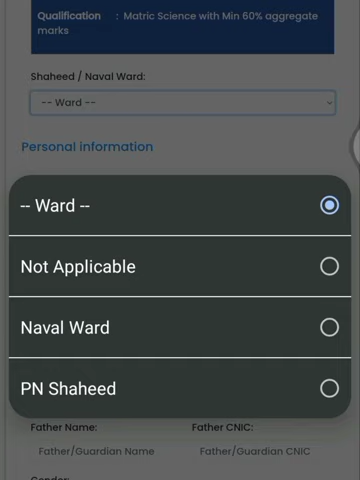 Qualification : Matric Science with Min 60% aggregate
marks
Shaheed / Naval Ward:
-- Ward --
Personal information
-- Ward --
Not Applicable
Naval Ward
PN Shaheed
Father Name: Father CNIC:
Father/Guardian Name Father/Guardian CNIC